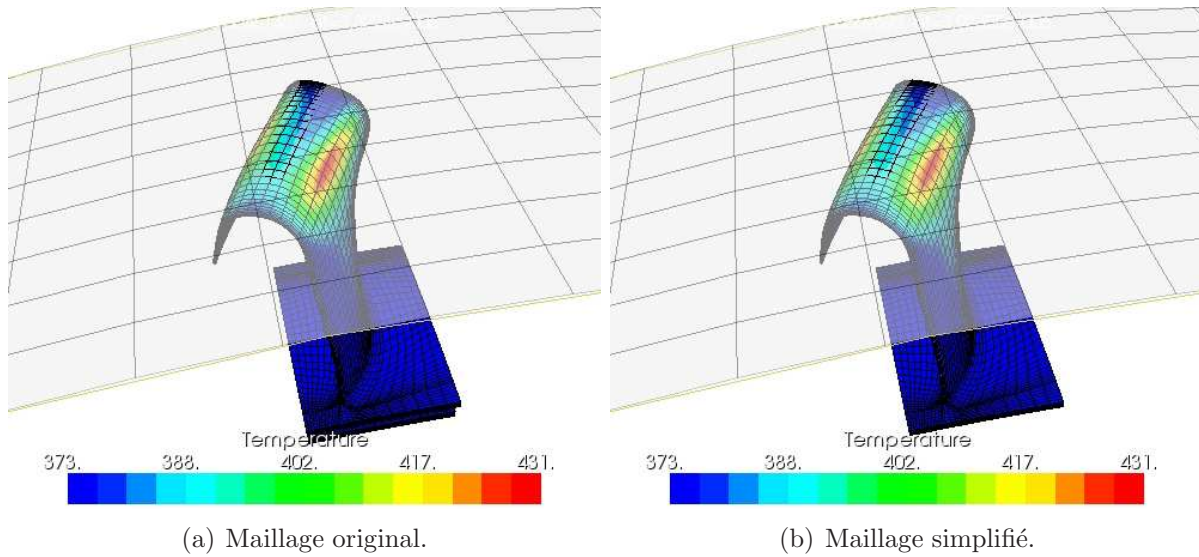 Temperature
373. 388. 402. 417. 431.
(a) Maillage original.
Temperature
373. 388. 402. 417. 431.
(b) Maillage simplifié.